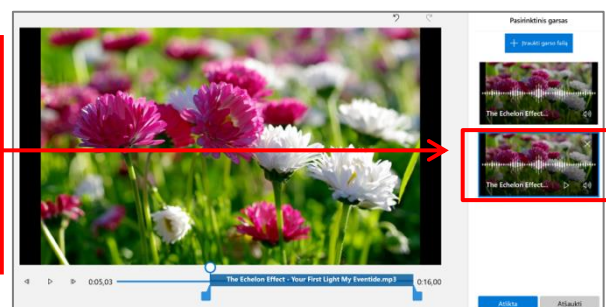 Pasirinktinis garsas
+ Įtraukti garso failą
The Echelon Effect...
The Echelon Effect...
0:05,03
The Echelon Effect - Your First Light My Eventide.mp3
0:16,00
Atlikta
Atšaukti